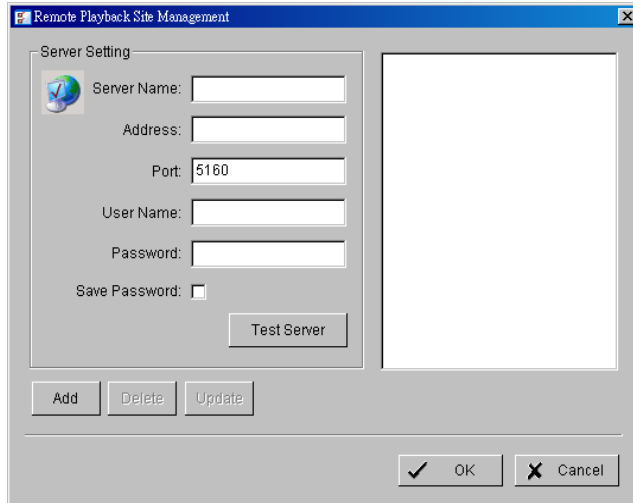 Remote Playback Site Management
Server Setting
Server Name:
Address:
Port: 5160
User Name:
Password:
Save Password:
Test Server
Add Delete Update
OK Cancel